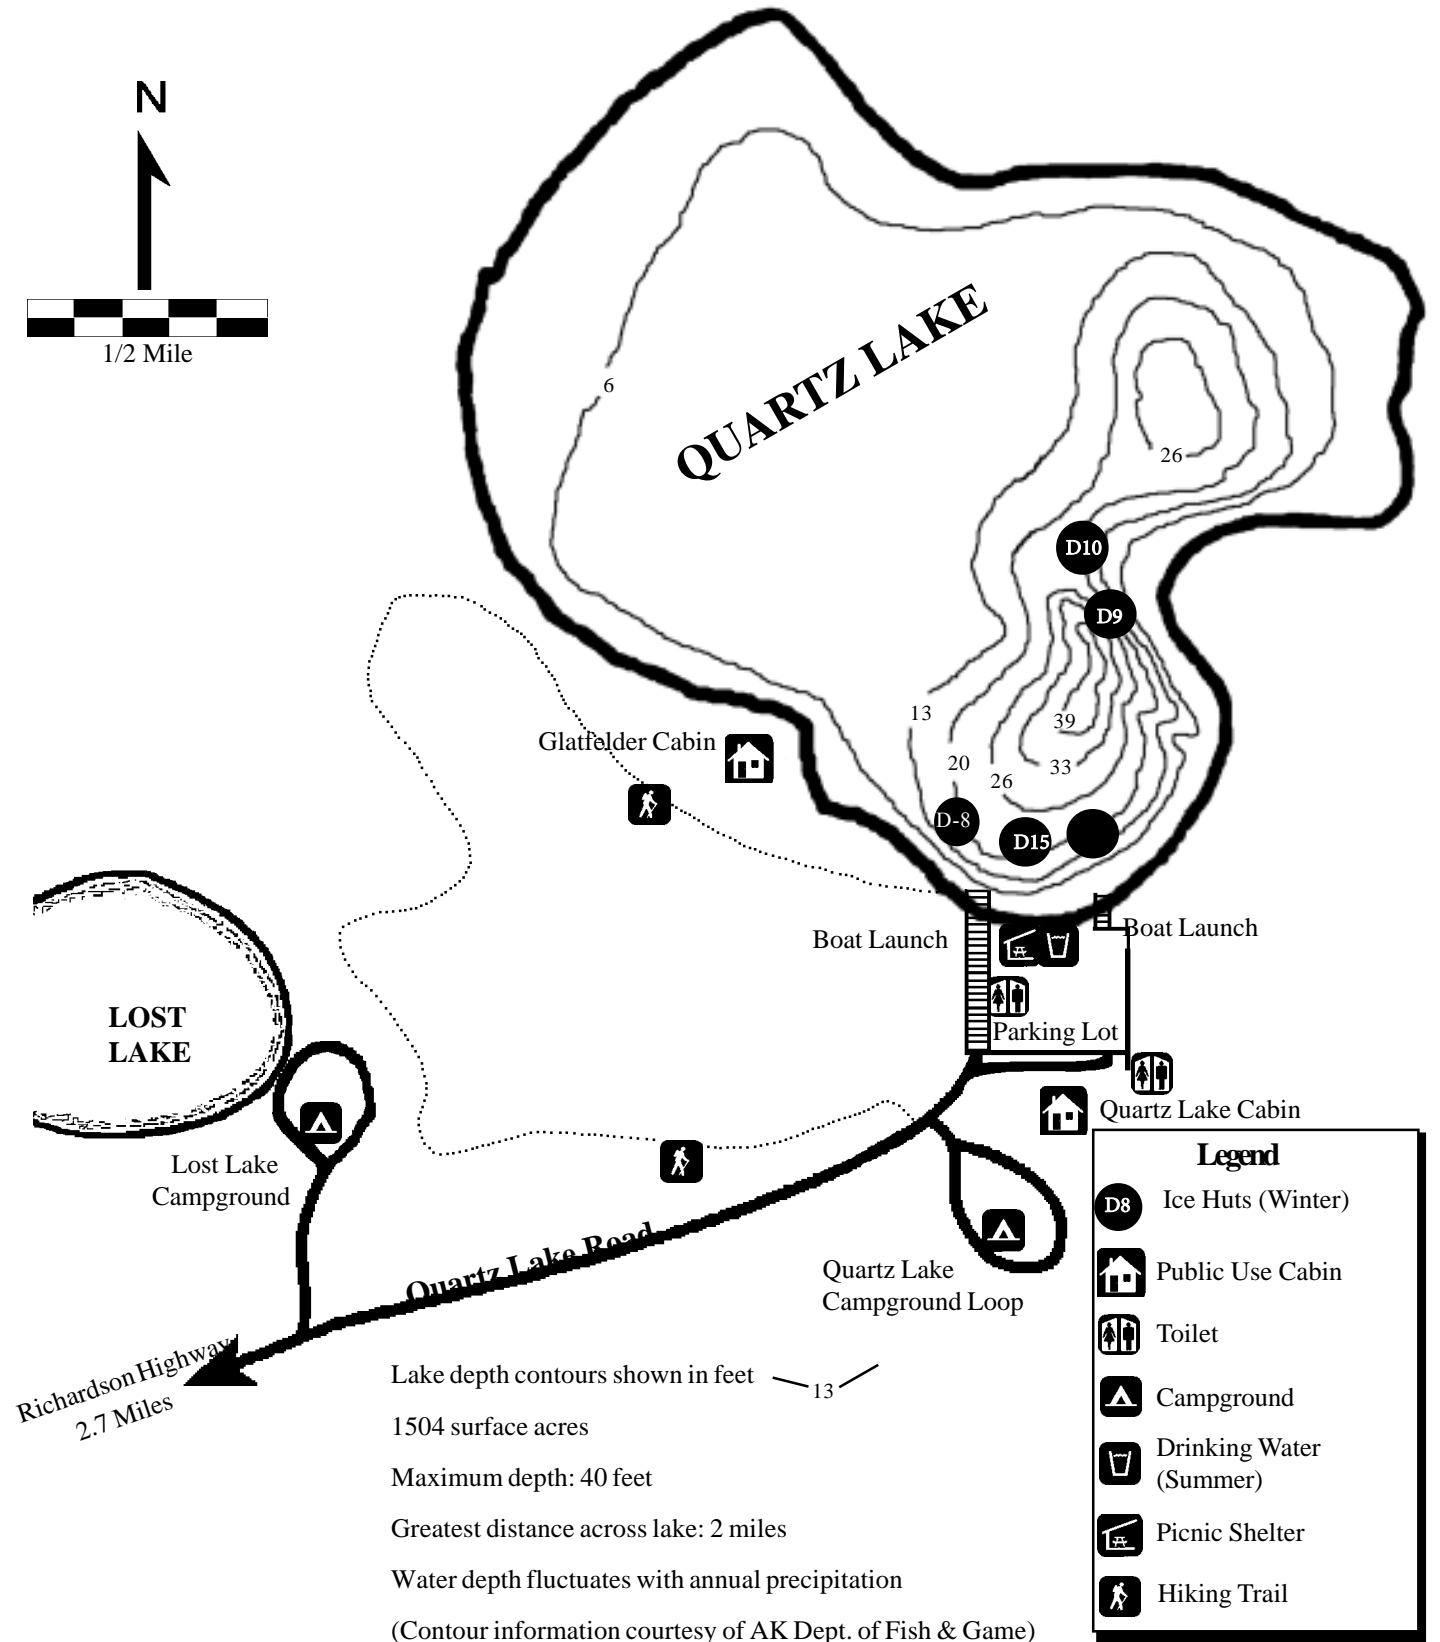 N
1/2 Mile
QUARTZ LAKE
6
26
D10
D9
13
39
20
33
26
D-8
D15
Glatfelder Cabin
Boat Launch
Boat Launch
Parking Lot
LOST
LAKE
Lost Lake
Campground
Quartz Lake Cabin
Quartz Lake Road
Quartz Lake
Campground Loop
Richardson Highway
2.7 Miles
Lake depth contours shown in feet
13
1504 surface acres
Maximum depth: 40 feet
Greatest distance across lake: 2 miles
Water depth fluctuates with annual precipitation
(Contour information courtesy of AK Dept. of Fish & Game)
Legend
D8 Ice Huts (Winter)
Public Use Cabin
Toilet
Campground
Drinking Water
(Summer)
Picnic Shelter
Hiking Trail